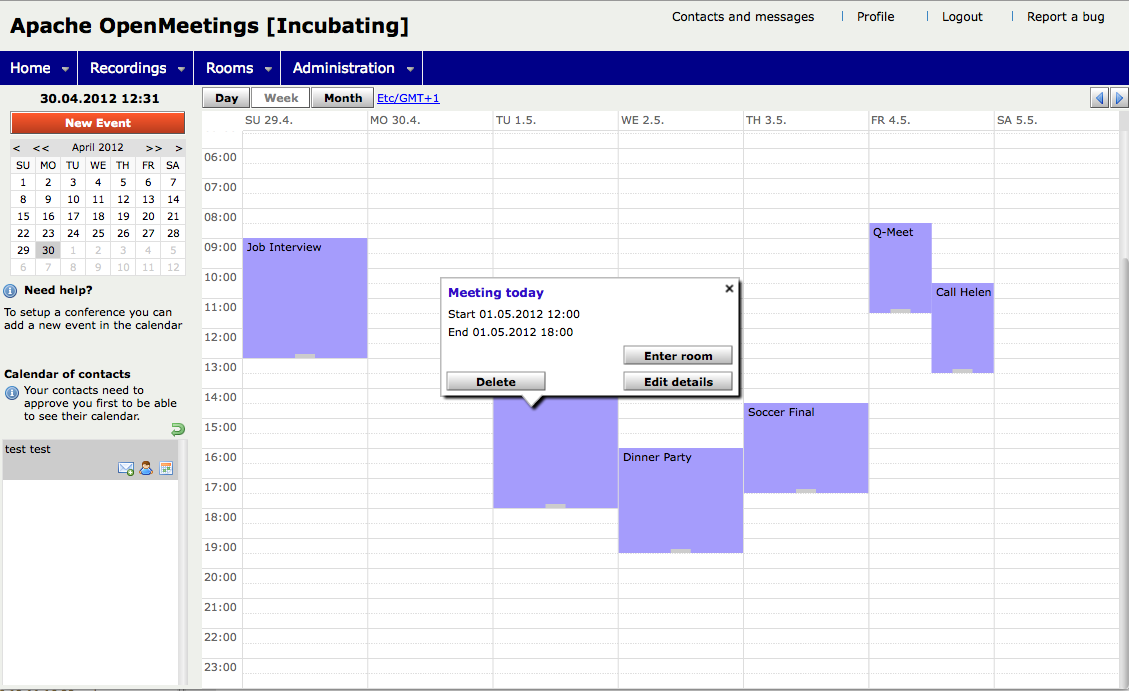 Apache OpenMeetings [Incubating]
Contacts and messages | Profile | Logout | Report a bug
Home Recordings Rooms Administration
30.04.2012 12:31
New Event
< << April 2012 >> >
SU MO TU WE TH FR SA
1 2 3 4 5 6 7
8 9 10 11 12 13 14
15 16 17 18 19 20 21
22 23 24 25 26 27 28
29 30 1 2 3 4 5
6 7 8 9 10 11 12
Need help?
To setup a conference you can
add a new event in the calendar
Calendar of contacts
Your contacts need to
approve you first to be able
to see their calendar.
test test
Day Week Month Etc/GMT+1
SU 29.4. MO 30.4. TU 1.5. WE 2.5. TH 3.5. FR 4.5. SA 5.5.
06:00
07:00
08:00
09:00
10:00
11:00
12:00
13:00
14:00
15:00
16:00
17:00
18:00
19:00
20:00
21:00
22:00
23:00
Job Interview
Meeting today
Start 01.05.2012 12:00
End 01.05.2012 18:00
Enter room
Delete
Edit details
Dinner Party
Soccer Final
Q-Meet
Call Helen